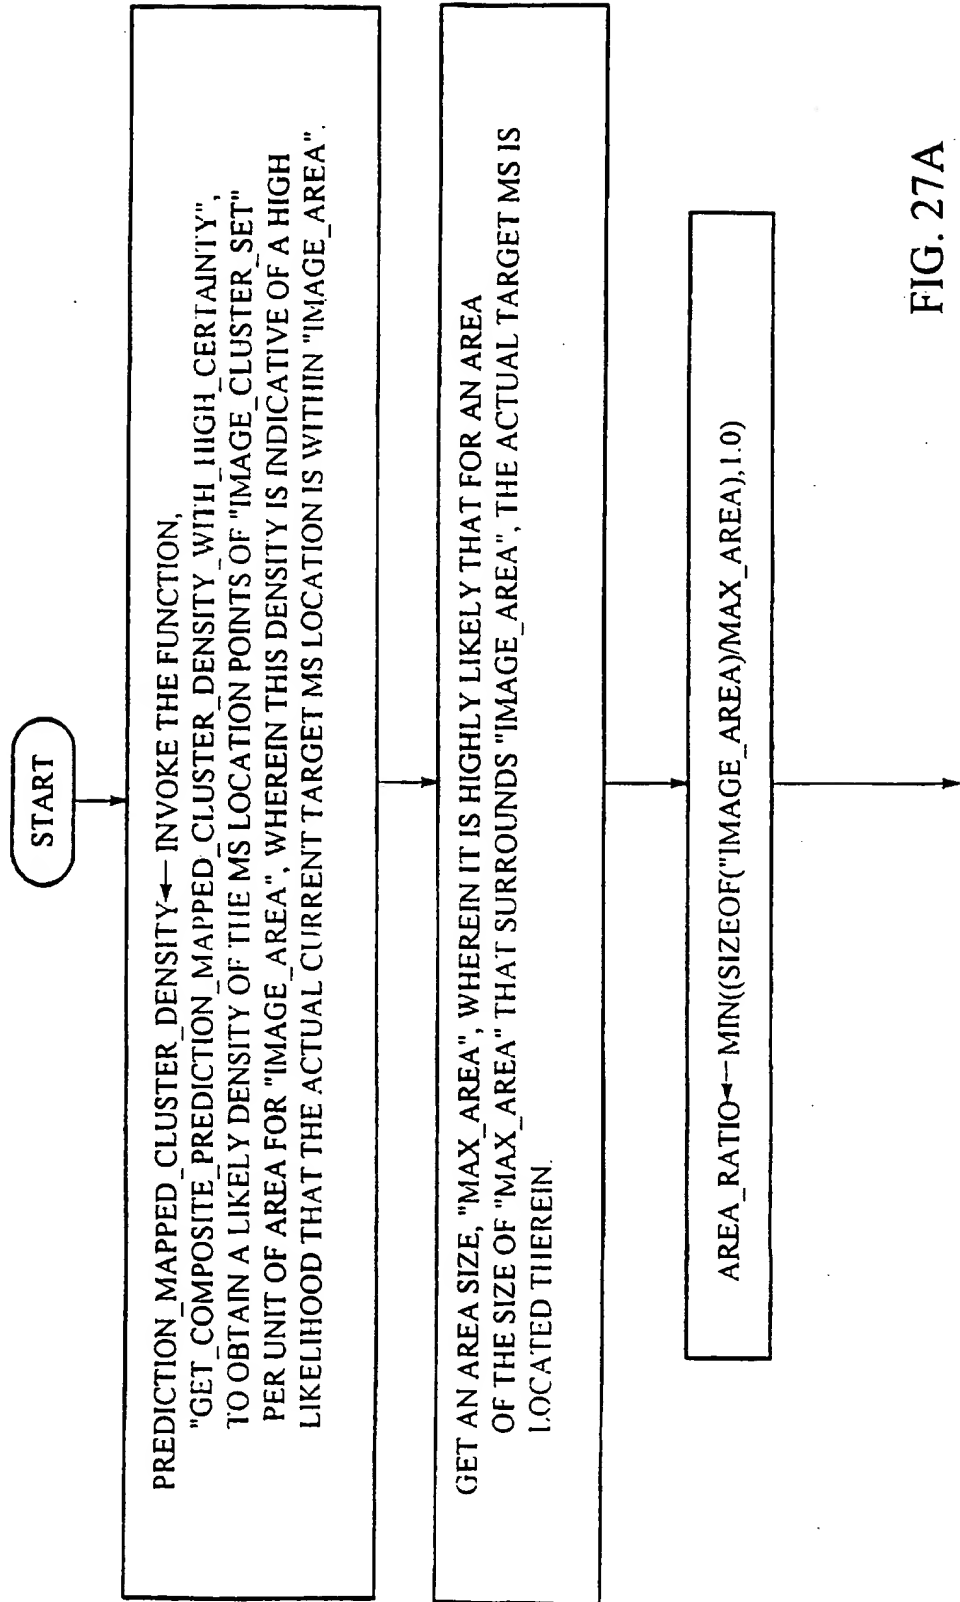 START
PREDICTION_MAPPED_CLUSTER_DENSITY◄—INVOKE THE FUNCTION,
"GET_COMPOSITE_PREDICTION_MAPPED_CLUSTER_DENSITY_WITH_HIGH_CERTAINTY",
TO OBTAIN A LIKELY DENSITY OF THE MS LOCATION POINTS OF "IMAGE_CLUSTER_SET"
PER UNIT OF AREA FOR "IMAGE_AREA", WHEREIN THIS DENSITY IS INDICATIVE OF A HIGH
LIKELIHOOD THAT THE ACTUAL CURRENT TARGET MS LOCATION IS WITHIN "IMAGE_AREA".
GET AN AREA SIZE, "MAX_AREA", WHEREIN IT IS HIGHLY LIKELY THAT FOR AN AREA
OF THE SIZE OF "MAX_AREA" THAT SURROUNDS "IMAGE_AREA", THE ACTUAL TARGET MS IS
LOCATED THEREIN.
AREA_RATIO◄—MIN((SIZEOF("IMAGE_AREA)/MAX_AREA),1.0)
FIG. 27A